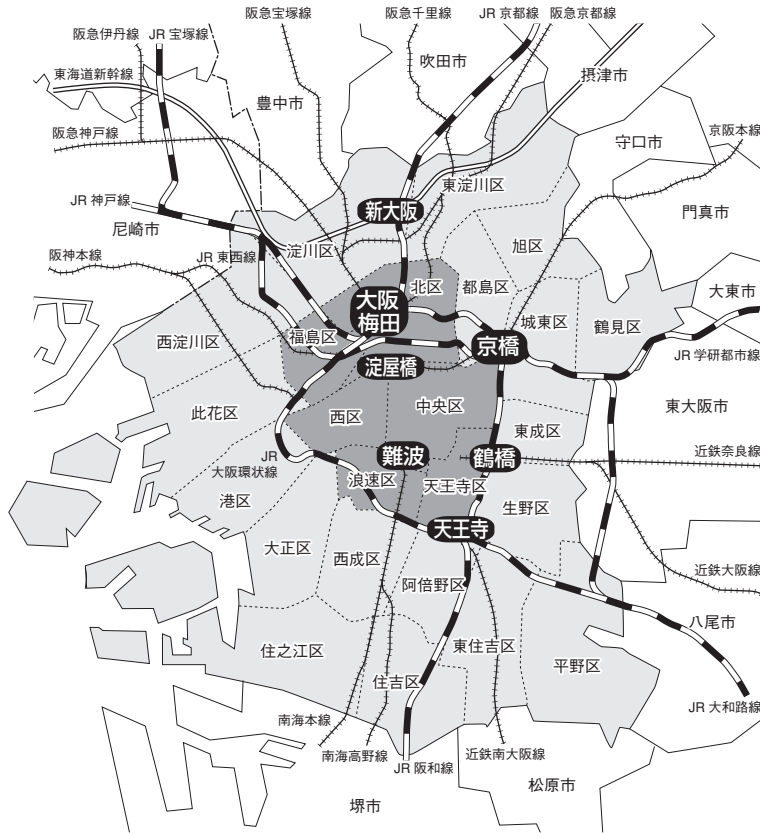 阪急宝塚線
阪急千里線
JR 京都線
阪急京都線
阪急伊丹線
JR 宝塚線
吹田市
摂津市
東海道新幹線
豊中市
阪急神戸線
守口市
京阪本線
東淀川区
JR 神戸線
新大阪
門真市
尼崎市
淀川区
旭区
JR 東西線
阪神本線
北区
都島区
大東市
大阪
梅田
城東区
鶴見区
西淀川区
福島区
京橋
JR 学研都市線
淀屋橋
此花区
西区
中央区
東大阪市
東成区
JR
大阪環状線
難波
鶴橋
近鉄奈良線
浪速区
天王寺区
港区
生野区
天王寺
大正区
西成区
近鉄大阪線
阿倍野区
八尾市
住之江区
東住吉区
平野区
住吉区
JR 大和路線
南海本線
南海高野線
近鉄南大阪線
JR 阪和線
松原市
堺市